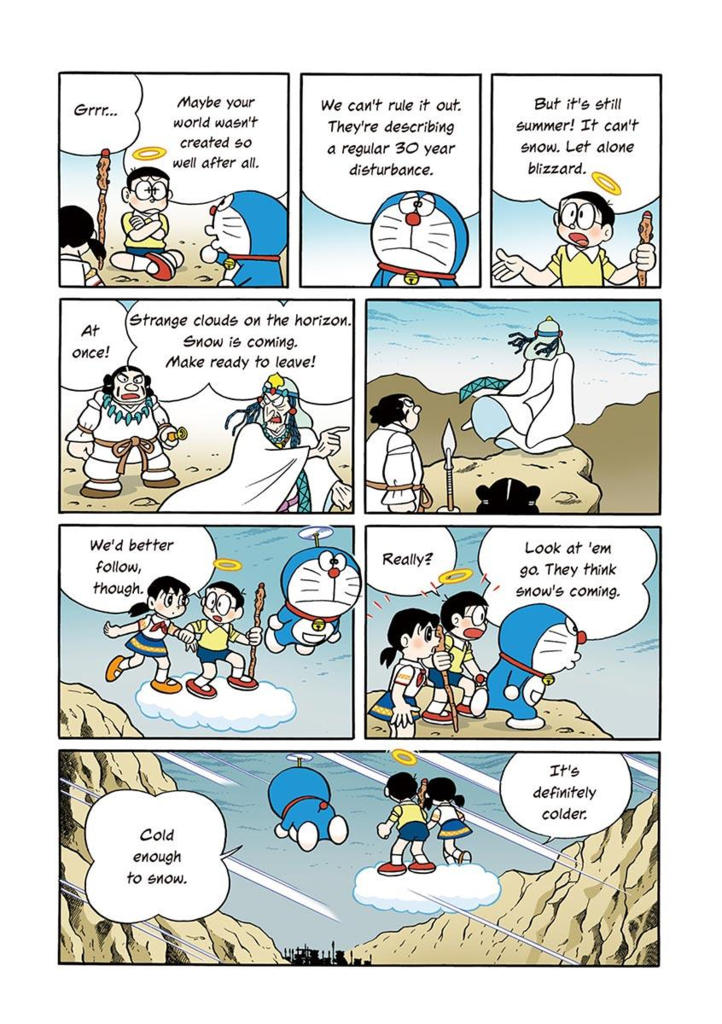 But it's still
summer! It can't
snow. Let alone
blizzard.
We can't rule it out.
They're describing
a regular 30 year
disturbance.
Maybe your
world wasn't
created so
well after all.
Grrr...
Strange clouds on the horizon.
Snow is coming.
Make ready to leave!
At
once!
Look at 'em
go. They think
snow's coming.
Really?
We'd better
follow,
though.
It's
definitely
colder.
Cold
enough
to snow.